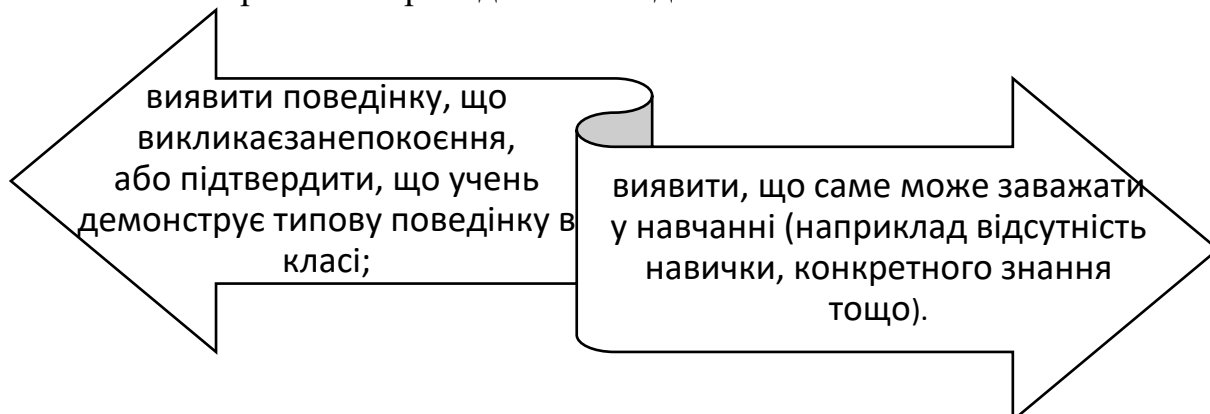 виявити поведінку, що
викликаєзанепокоєння,
або підтвердити, що учень
демонструє типову поведінку в
класі;
виявити, що саме може заважати
у навчанні (наприклад відсутність
навички, конкретного знання
тощо).